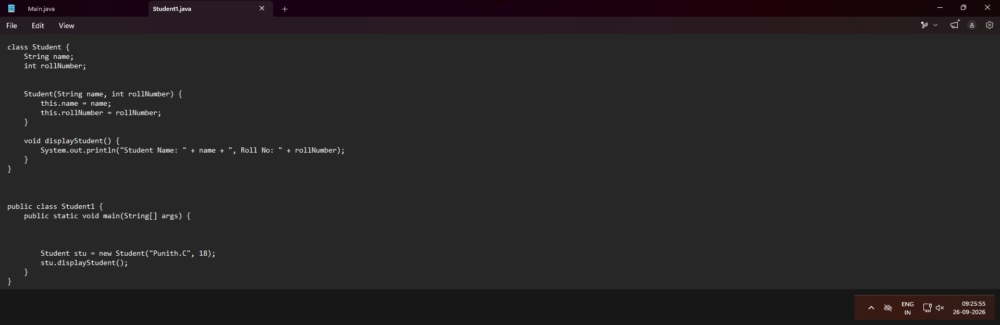 Main.java
Student1.java
File Edit View
class Student {
    String name;
    int rollNumber;
    Student(String name, int rollNumber) {
        this.name = name;
        this.rollNumber = rollNumber;
    }
    void displayStudent() {
        System.out.println("Student Name: " + name + ", Roll No: " + rollNumber);
    }
}
public class Student1 {
    public static void main(String[] args) {
        Student stu = new Student("Punith.C", 18);
        stu.displayStudent();
    }
}
ENG
IN
09:25:55
26-09-2026